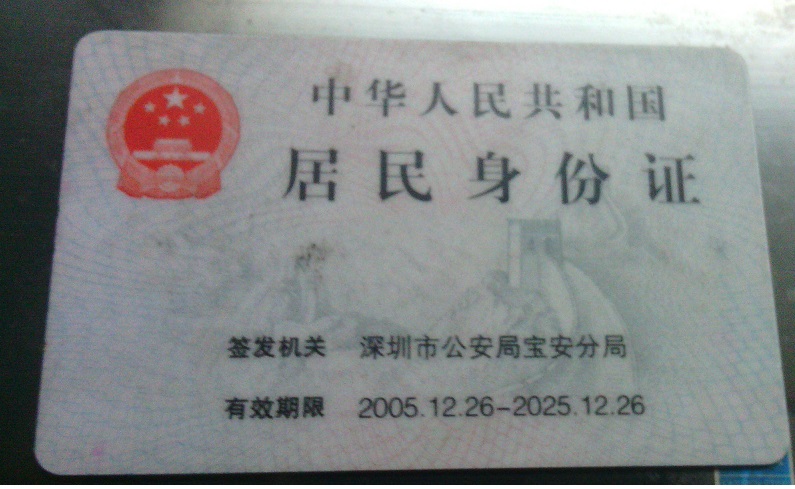 中华人民共和国
居民身份证
签发机关 深圳市公安局宝安分局
有效期限 2005.12.26-2025.12.26